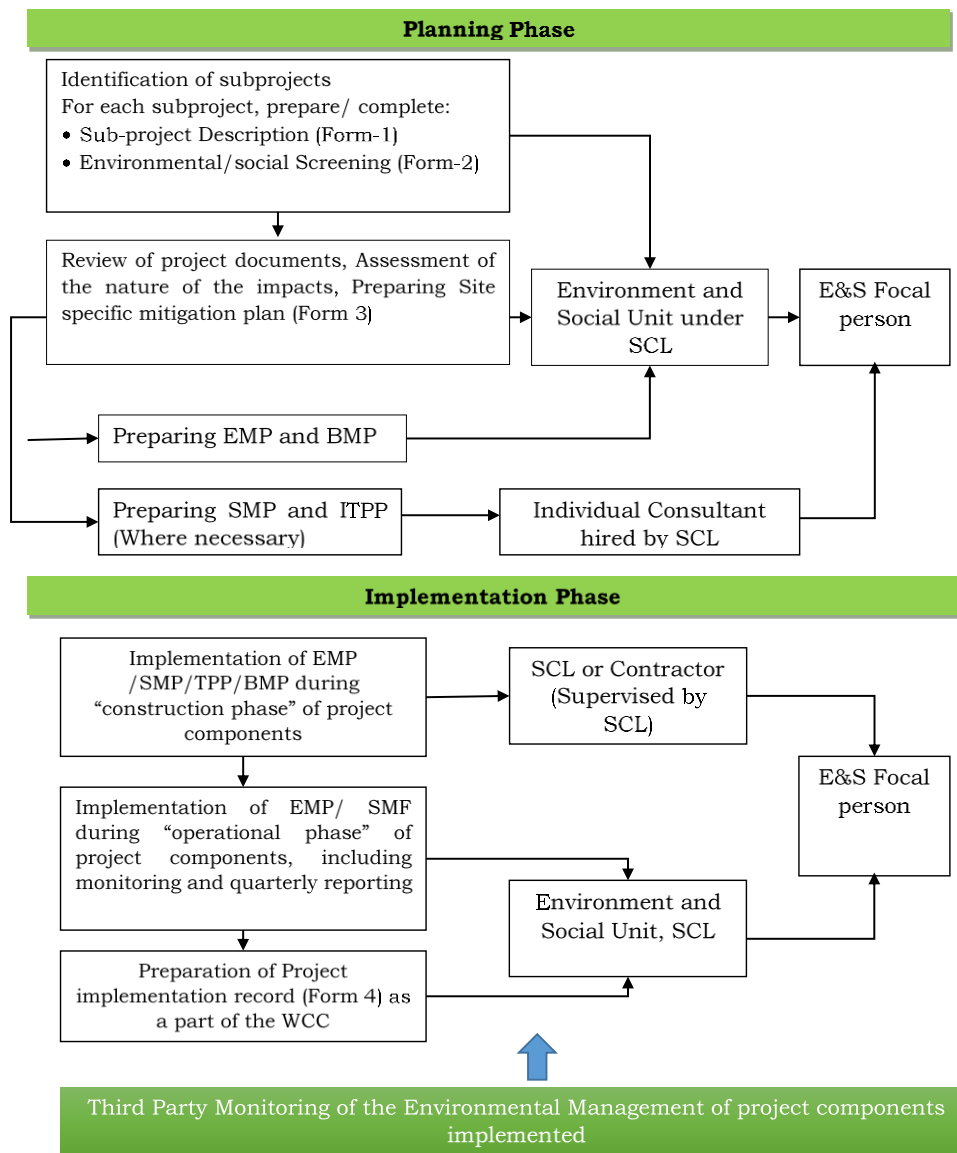 Planning Phase
Identification of subprojects
For each subproject, prepare/ complete:
• Sub-project Description (Form-1)
• Environmental/social Screening (Form-2)
Review of project documents, Assessment of
the nature of the impacts, Preparing Site
specific mitigation plan (Form 3)
Environment and
Social Unit under
SCL
E&S Focal
person
Preparing EMP and BMP
Preparing SMP and ITPP
(Where necessary)
Individual Consultant
hired by SCL
Implementation Phase
Implementation of EMP
/SMP/TPP/BMP during
“construction phase” of project
components
SCL or Contractor
(Supervised by
SCL)
E&S Focal
person
Implementation of EMP/ SMF
during “operational phase” of
project components, including
monitoring and quarterly reporting
Environment and
Social Unit, SCL
Preparation of Project
implementation record (Form 4) as
a part of the WCC
Third Party Monitoring of the Environmental Management of project components
implemented